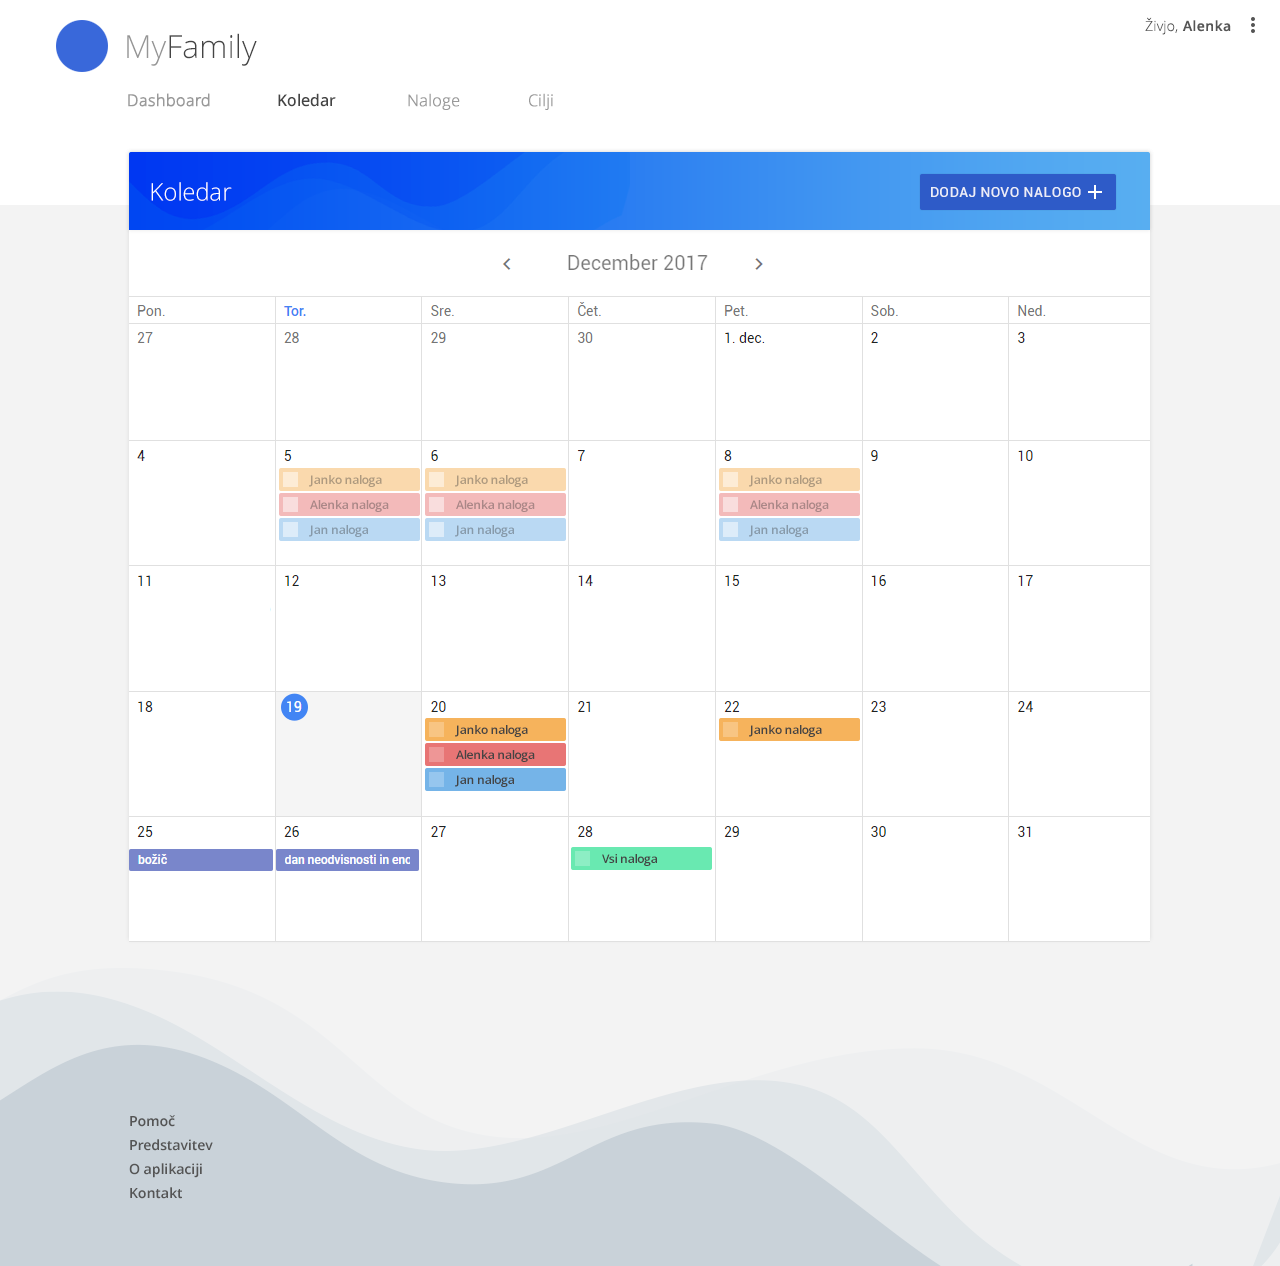 MyFamily
Živjo, Alenka
Dashboard Koledar Naloge Cilji
Koledar
DODAJ NOVO NALOGO
December 2017
Pon. Tor. Sre. Čet. Pet. Sob. Ned.
27 28 29 30 1. dec. 2 3
4 5 6 7 8 9 10
Janko naloga Janko naloga Janko naloga
Alenka naloga Alenka naloga Alenka naloga
Jan naloga Jan naloga Jan naloga
11 12 13 14 15 16 17
18 19 20 21 22 23 24
Janko naloga Janko naloga
Alenka naloga
Jan naloga
25 26 27 28 29 30 31
božič dan neodvisnosti in enc Vsi naloga
Pomoč
Predstavitev
O aplikaciji
Kontakt